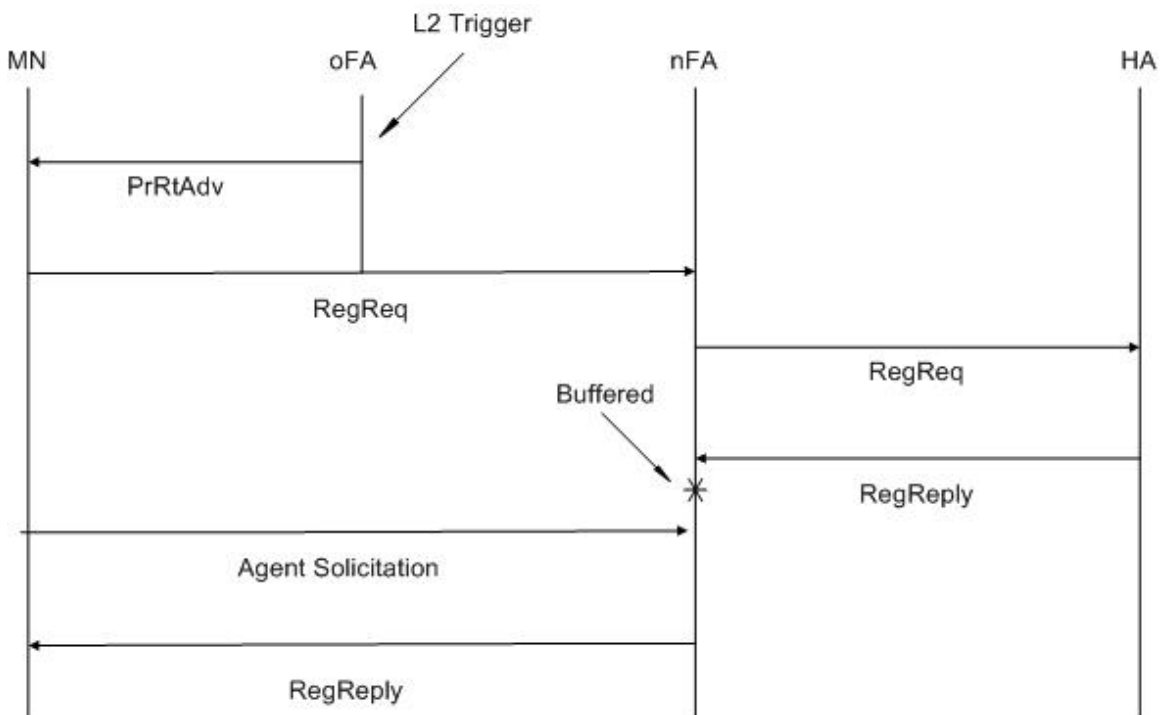 L2 Trigger
MN
oFA
nFA
HA
PrRtAdv
RegReq
RegReq
Buffered
RegReply
Agent Solicitation
RegReply